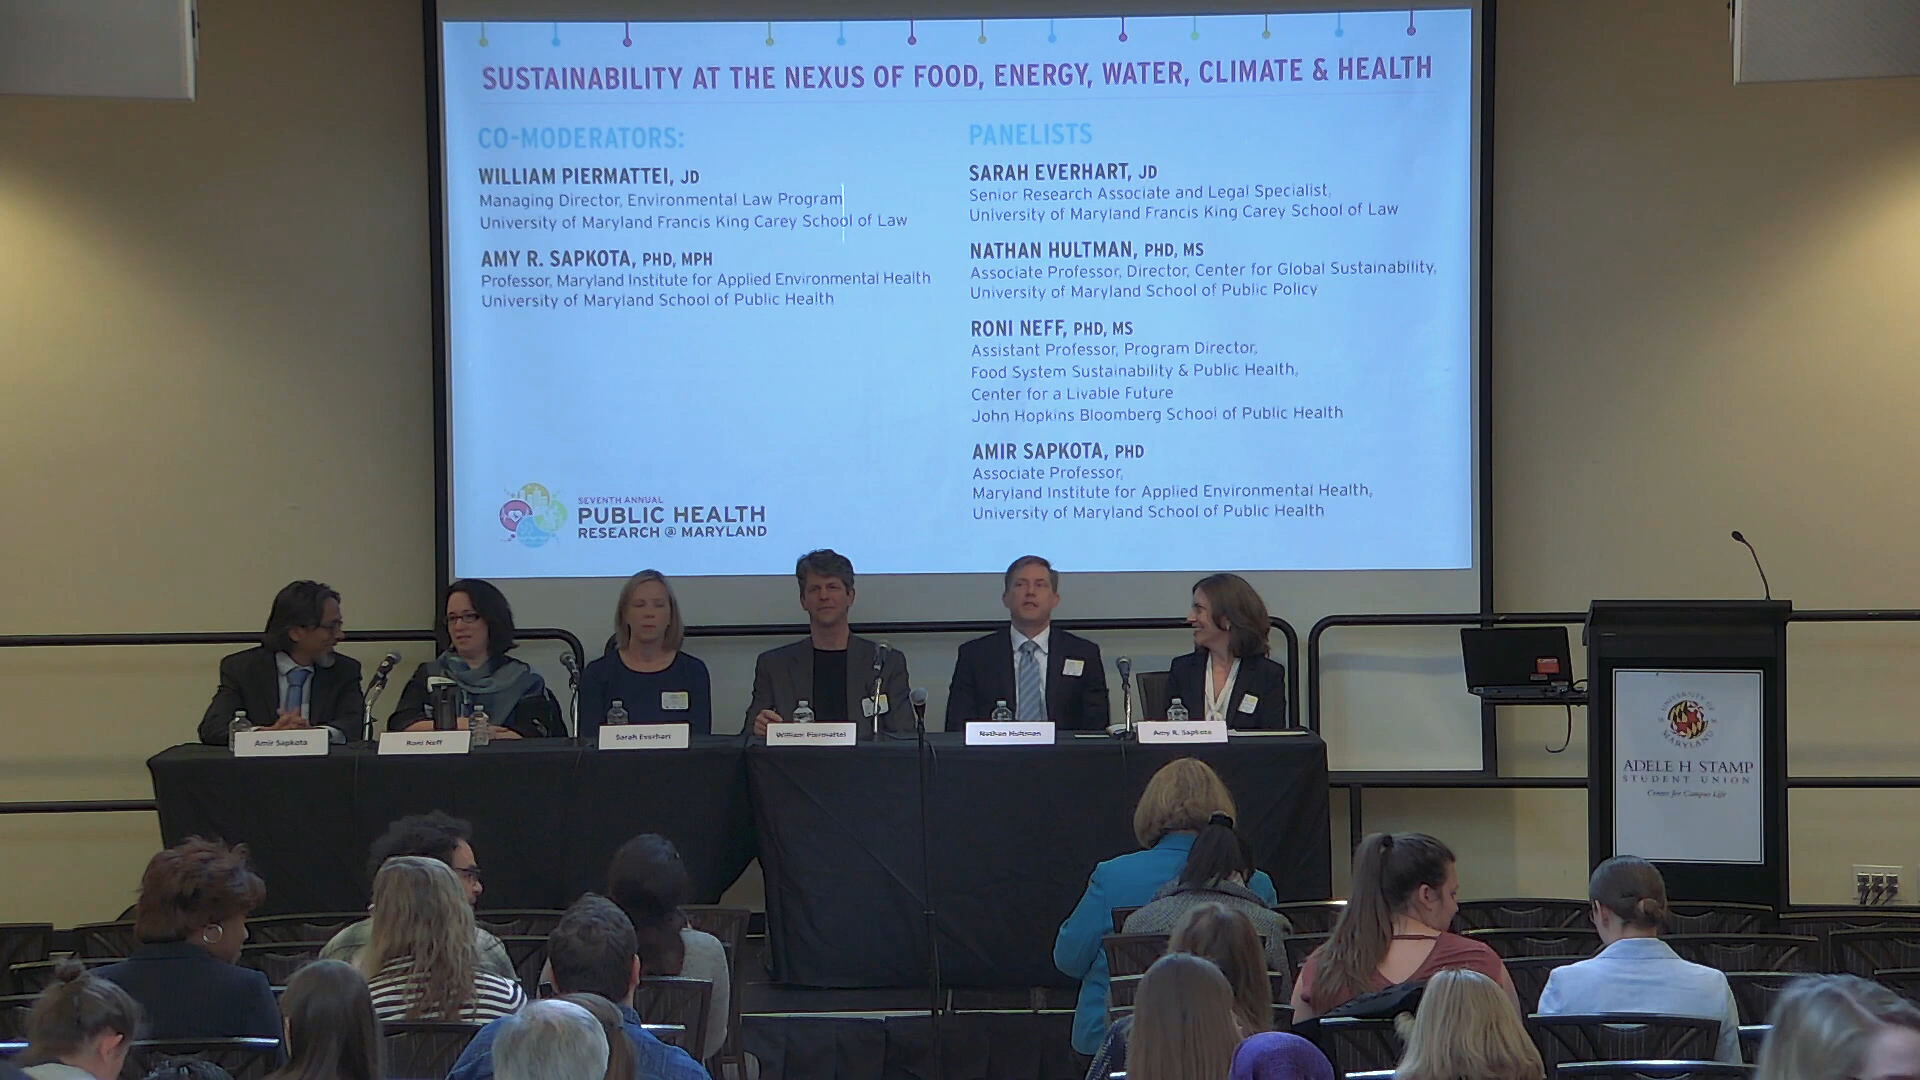 SUSTAINABILITY AT THE NEXUS OF FOOD, ENERGY, WATER, CLIMATE & HEALTH
CO-MODERATORS:
WILLIAM PIERMATTEI, JD
Managing Director, Environmental Law Program
University of Maryland Francis King Carey School of Law
AMY R. SAPKOTA, PHD, MPH
Professor, Maryland Institute for Applied Environmental Health
University of Maryland School of Public Health
PANELISTS
SARAH EVERHART, JD
Senior Research Associate and Legal Specialist,
University of Maryland Francis King Carey School of Law
NATHAN HULTMAN, PHD, MS
Associate Professor, Director, Center for Global Sustainability,
University of Maryland School of Public Policy
RONI NEFF, PHD, MS
Assistant Professor, Program Director,
Food System Sustainability & Public Health,
Center for a Livable Future
John Hopkins Bloomberg School of Public Health
AMIR SAPKOTA, PHD
Associate Professor,
Maryland Institute for Applied Environmental Health,
University of Maryland School of Public Health
SEVENTH ANNUAL
PUBLIC HEALTH
RESEARCH @ MARYLAND
Amir Sapkota
Roni Neff
Sarah Everhart
William Piermattei
Nathan Hultman
Amy R. Sapkota
UNIVERSITY OF
MARYLAND
ADELE H STAMP
STUDENT UNION
Center for Campus Life